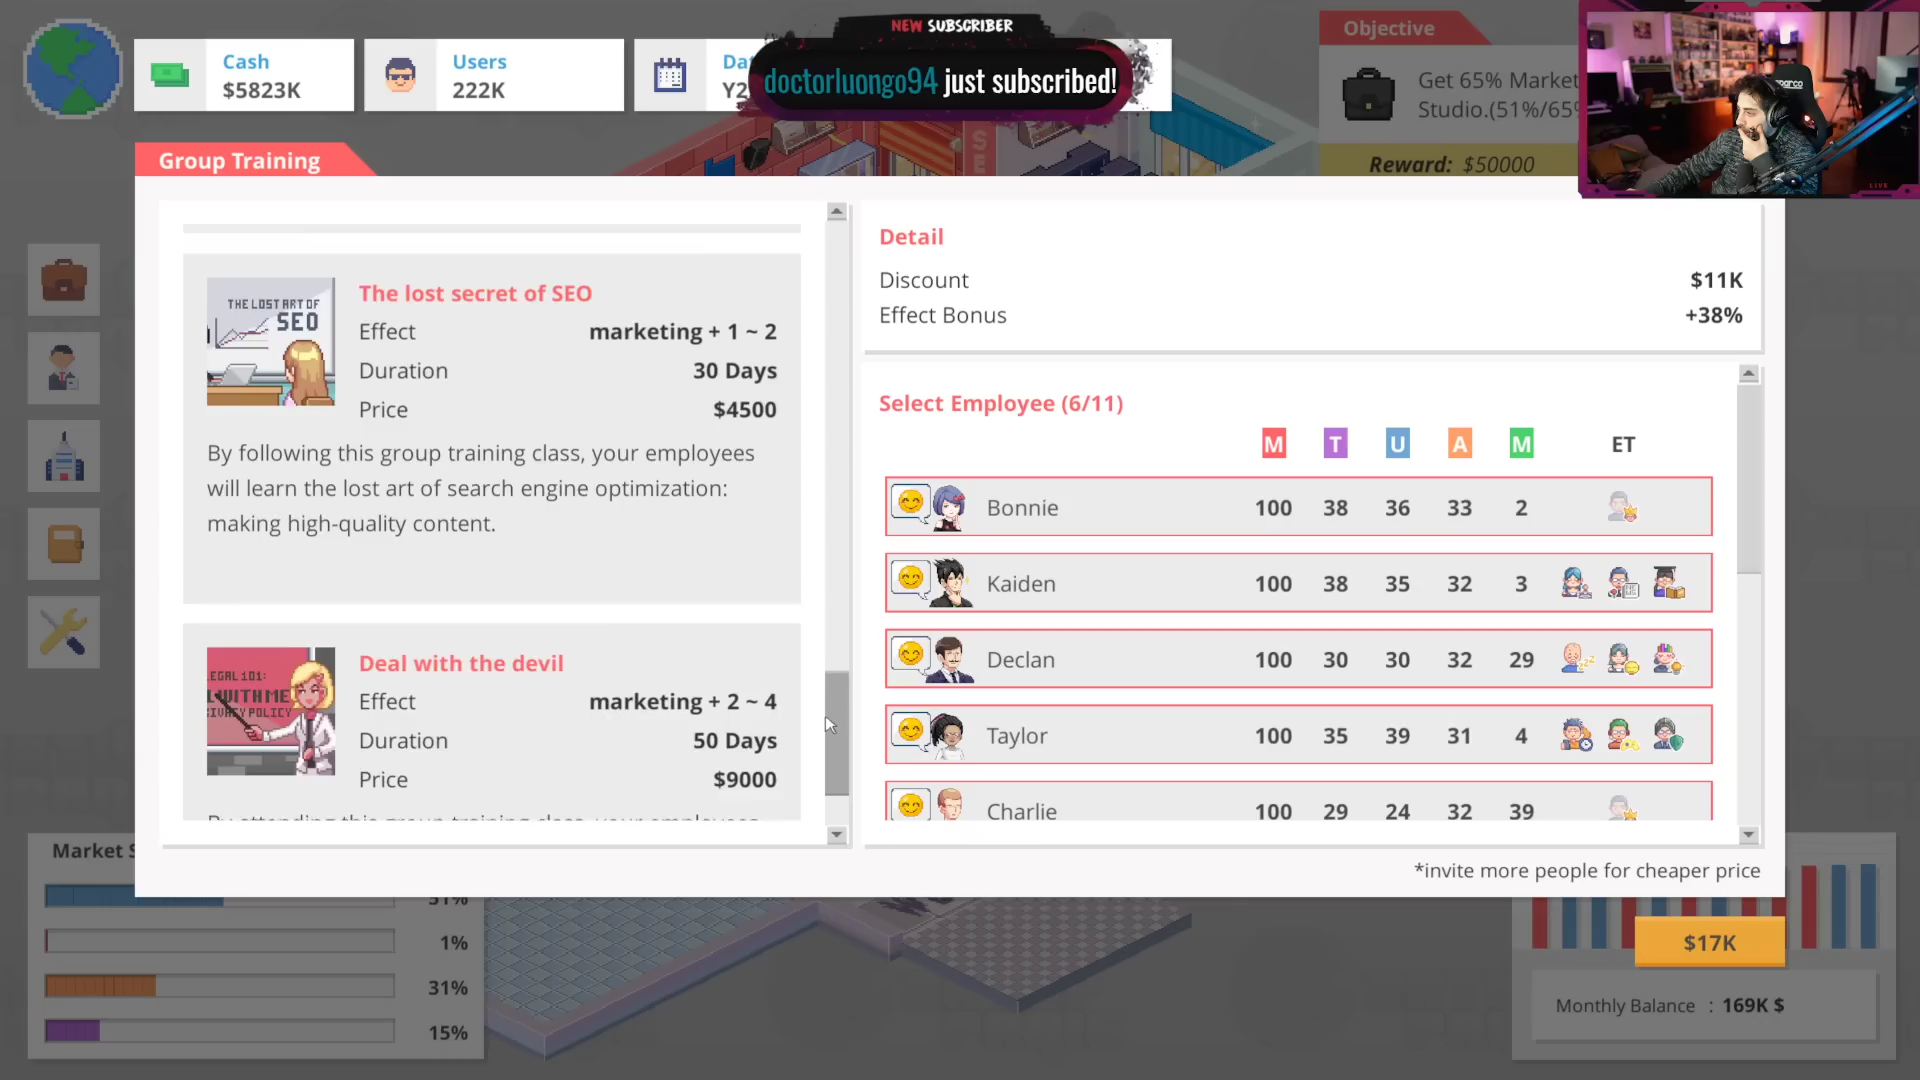 NEW SUBSCRIBER
doctorluongo94 just subscribed!
Cash
$5823K
Users
222K
Objective
Get 65% Market
Studio.(51%/65%
Reward: $50000
LIVE
Group Training
THE LOST ART OF
SEO
The lost secret of SEO
Effect
marketing + 1 ~ 2
Duration
30 Days
Price
$4500
By following this group training class, your employees
will learn the lost art of search engine optimization:
making high-quality content.
Deal with the devil
Effect
marketing + 2 ~ 4
Duration
50 Days
Price
$9000
Detail
Discount
$11K
Effect Bonus
+38%
Select Employee (6/11)
M T U A M ET
Bonnie 100 38 36 33 2
Kaiden 100 38 35 32 3
Declan 100 30 30 32 29
Taylor 100 35 39 31 4
Charlie 100 29 24 32 39
*invite more people for cheaper price
Market
51%
1%
31%
15%
$17K
Monthly Balance : 169K $